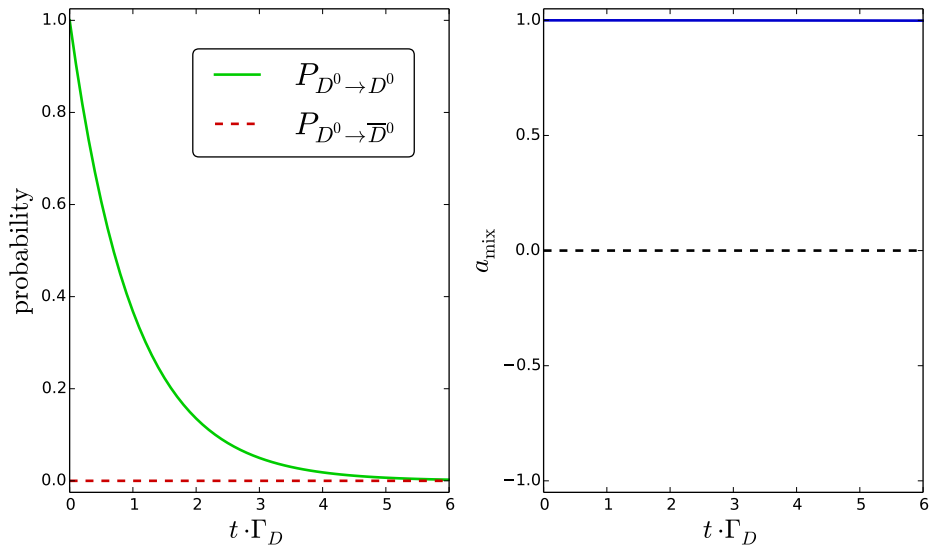 probability
1.0
0.8
0.6
0.4
0.2
0.0
P_{D⁰→D⁰}
P_{D⁰→D̅⁰}
0 1 2 3 4 5 6
t·Γ_D
a_mix
1.0
0.5
0.0
−0.5
−1.0
0 1 2 3 4 5 6
t·Γ_D